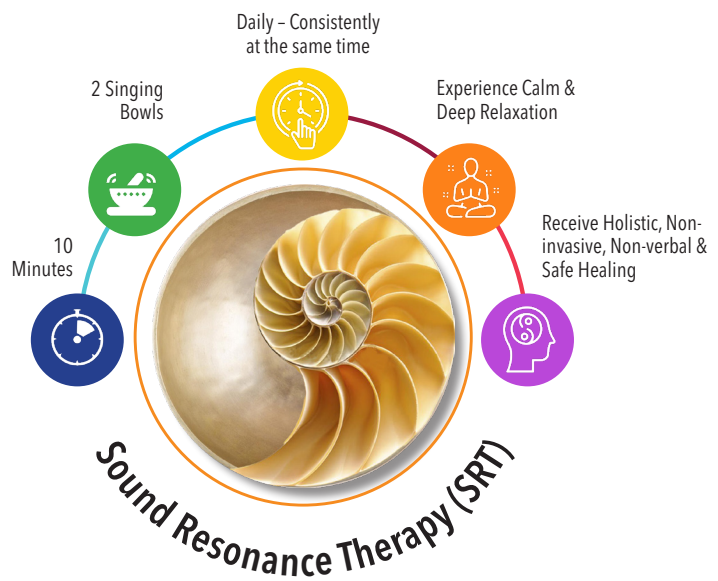 Daily – Consistently
at the same time
2 Singing
Bowls
Experience Calm &
Deep Relaxation
10
Minutes
Receive Holistic, Non-
invasive, Non-verbal &
Safe Healing
Sound Resonance Therapy (SRT)